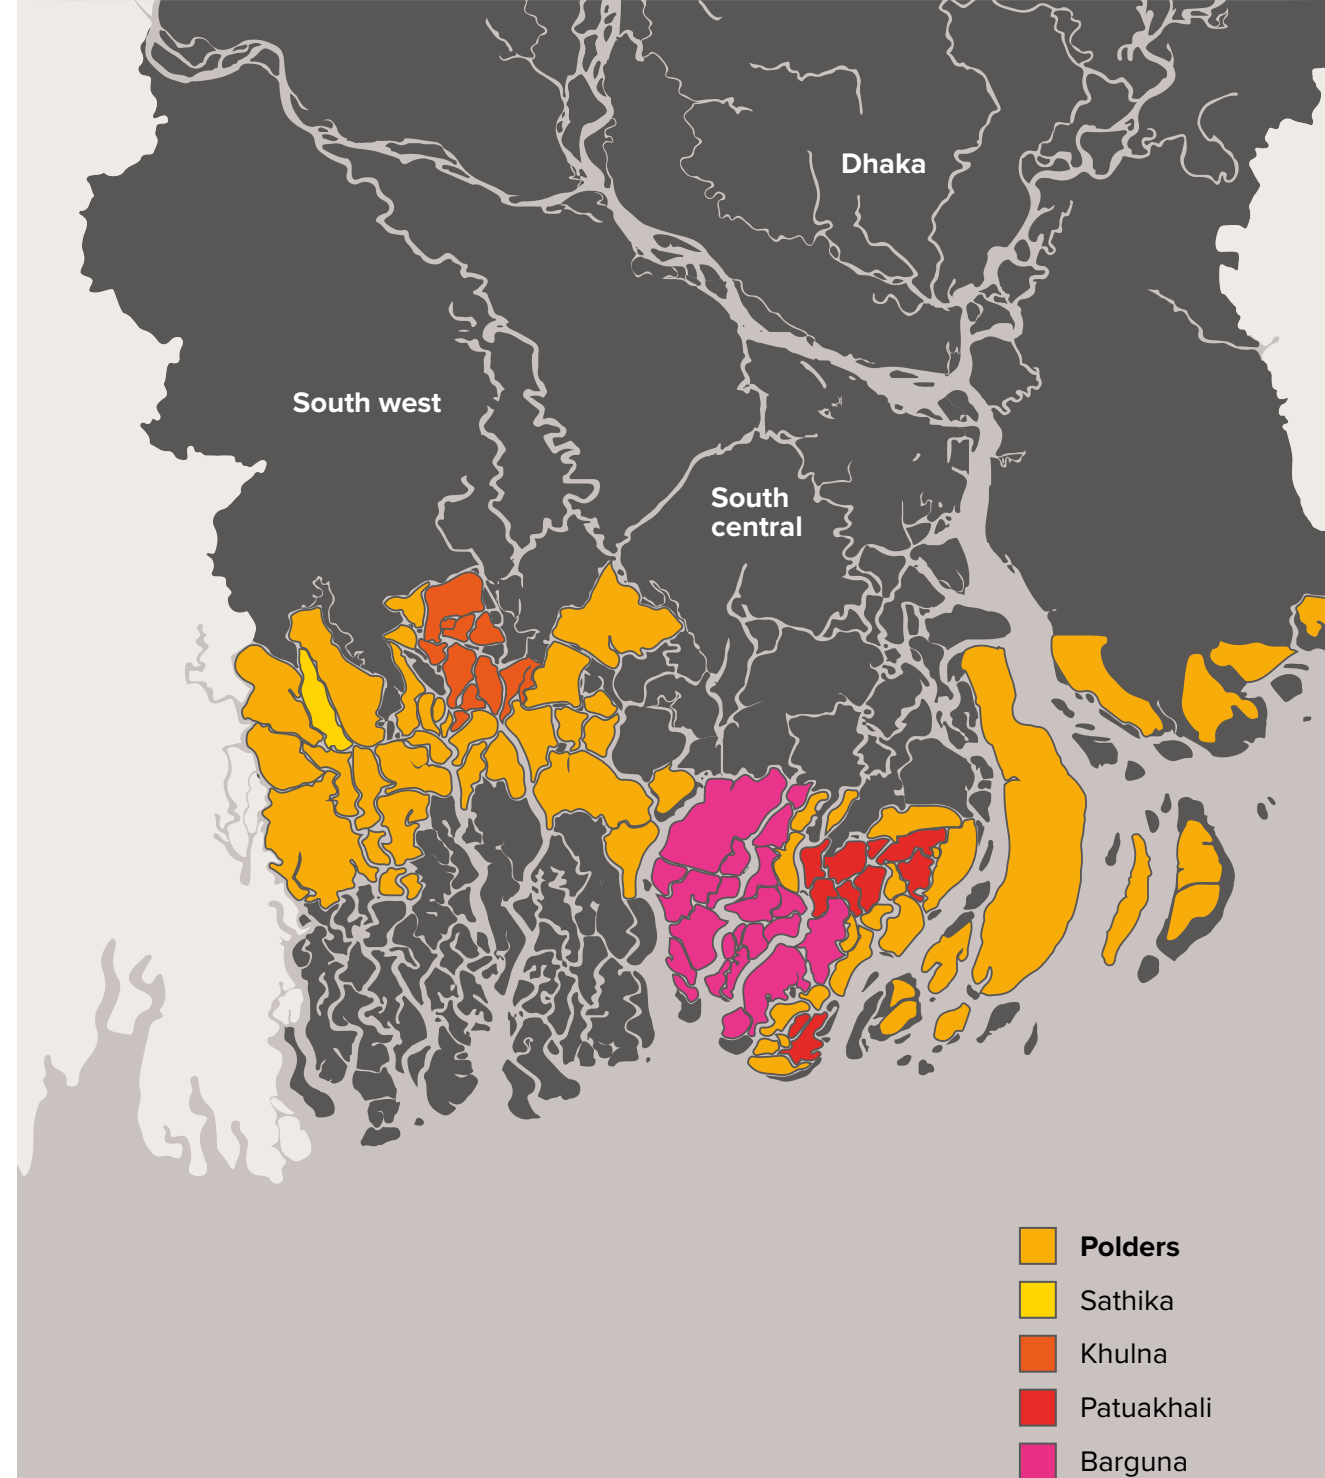 Dhaka
South west
South
central
Polders
Sathika
Khulna
Patuakhali
Barguna